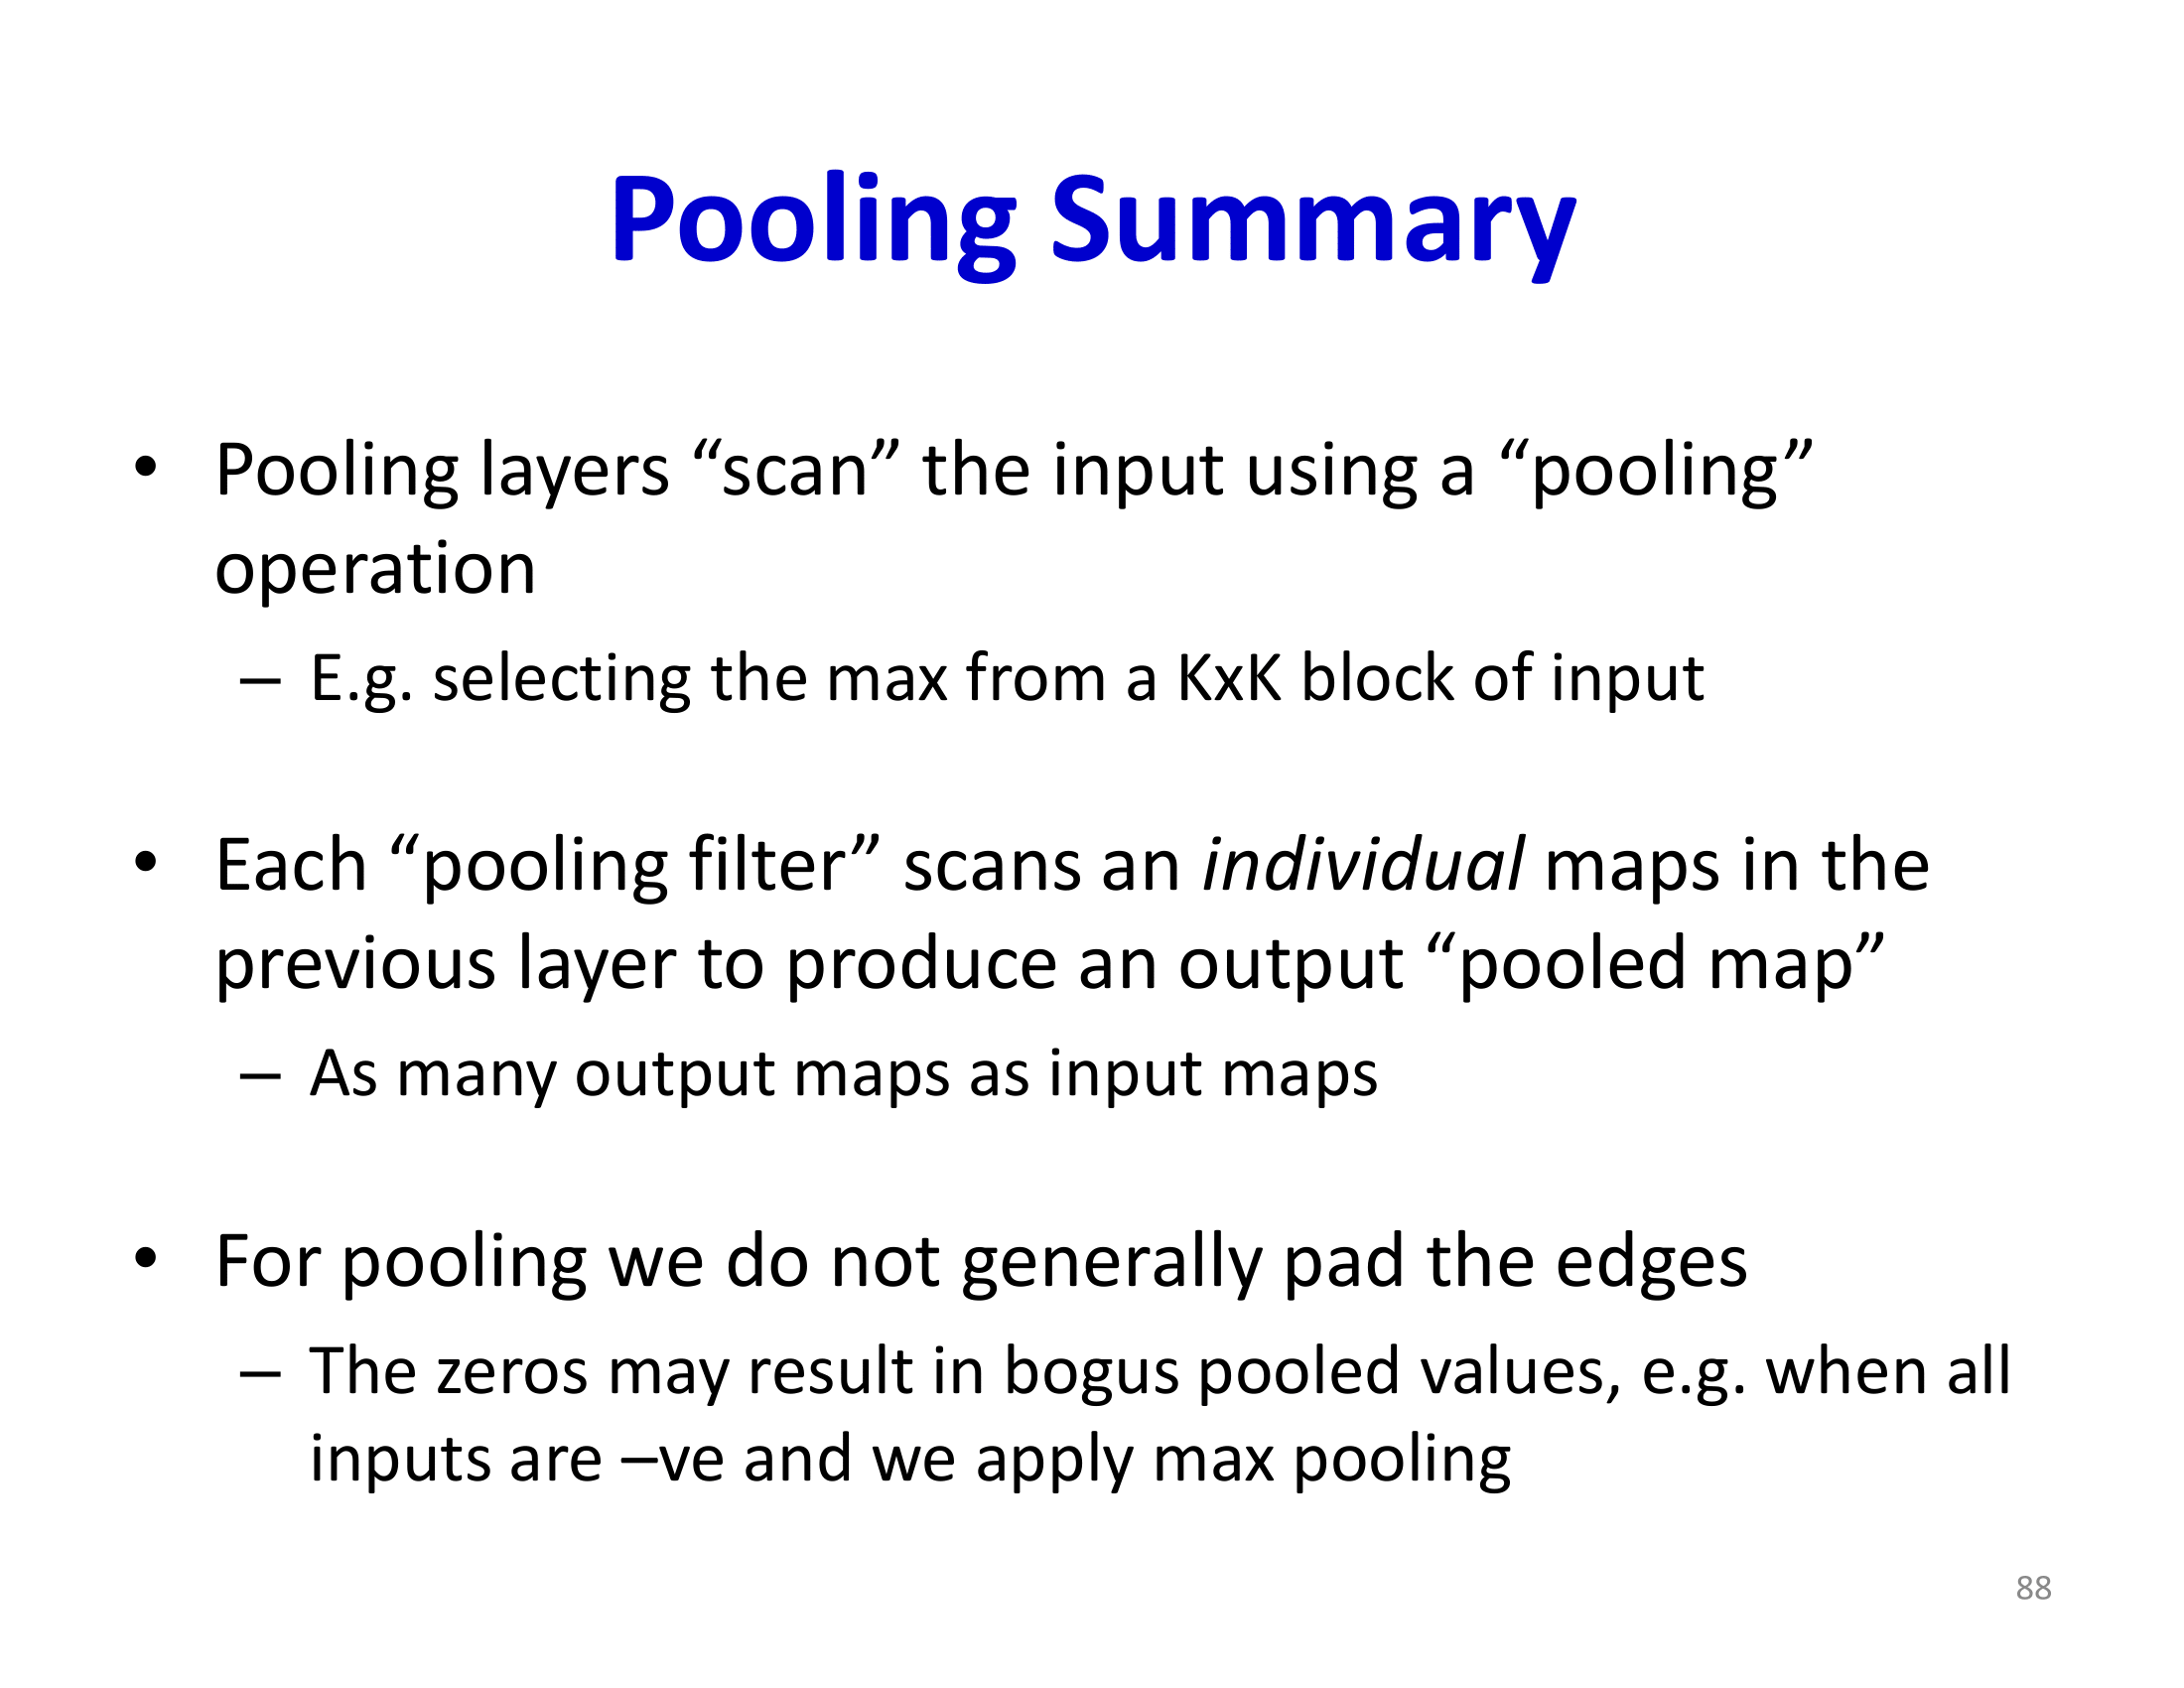 Pooling Summary
• Pooling layers “scan” the input using a “pooling”
operation
– E.g. selecting the max from a KxK block of input
• Each “pooling filter” scans an individual maps in the
previous layer to produce an output “pooled map”
– As many output maps as input maps
• For pooling we do not generally pad the edges
– The zeros may result in bogus pooled values, e.g. when all
inputs are –ve and we apply max pooling
88